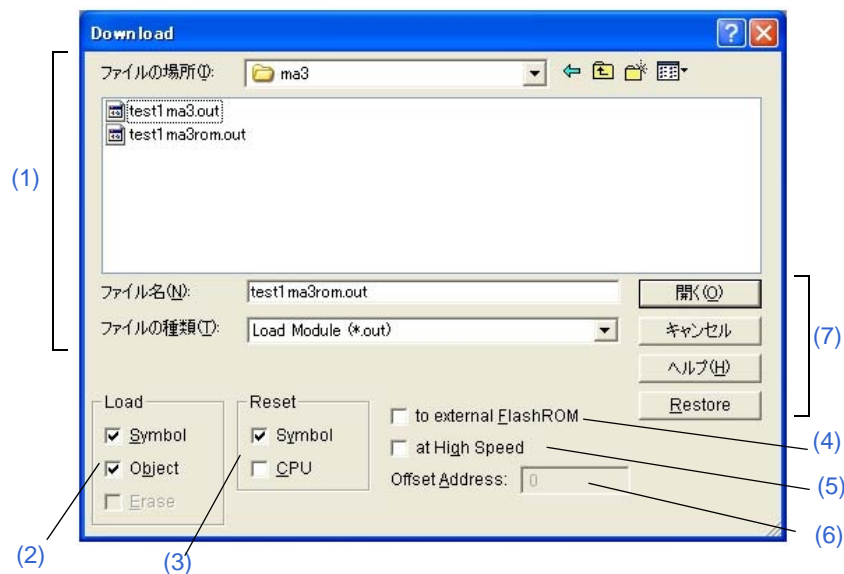 Download
ファイルの場所(I):
ma3
test1ma3.out
test1ma3rom.out
(1)
ファイル名(N):
test1ma3rom.out
開く(O)
ファイルの種類(T):
Load Module (*.out)
キャンセル
(7)
ヘルプ(H)
Restore
Load
Reset
to external FlashROM
(4)
Symbol
Symbol
at High Speed
(5)
Object
CPU
Offset Address:
0
(6)
Erase
(2)
(3)